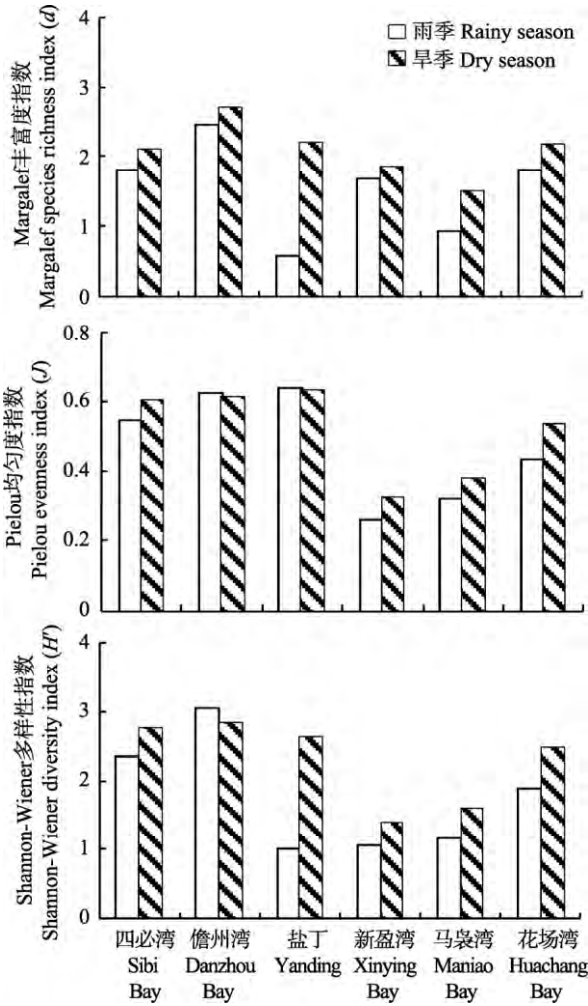 雨季 Rainy season
旱季 Dry season
Margalef丰富度指数
Margalef species richness index (d)
4
3
2
1
0
Pielou均匀度指数
Pielou evenness index (J)
0.8
0.6
0.4
0.2
0
Shannon-Wiener多样性指数
Shannon-Wiener diversity index (H')
4
3
2
1
0
四必湾 儋州湾 盐丁 新盈湾 马袅湾 花场湾
Sibi Danzhou Yanding Xinying Maniao Huachang
Bay Bay Bay Bay Bay